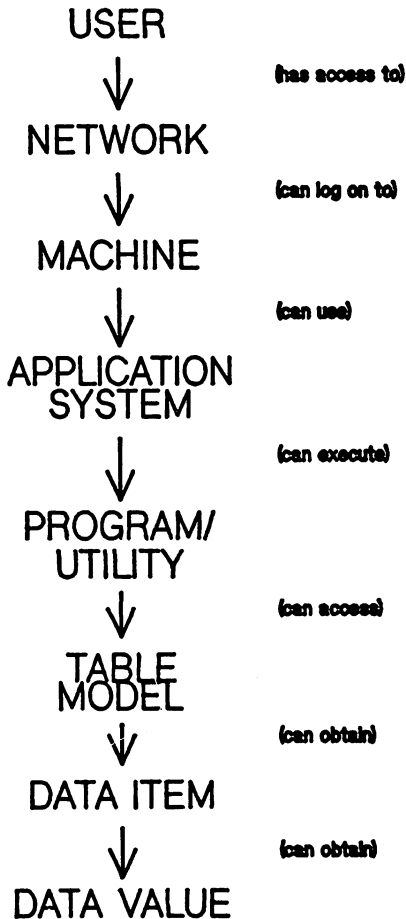 USER
(has access to)
NETWORK
(can log on to)
MACHINE
(can use)
APPLICATION
SYSTEM
(can execute)
PROGRAM/
UTILITY
(can access)
TABLE
MODEL
(can obtain)
DATA ITEM
(can obtain)
DATA VALUE